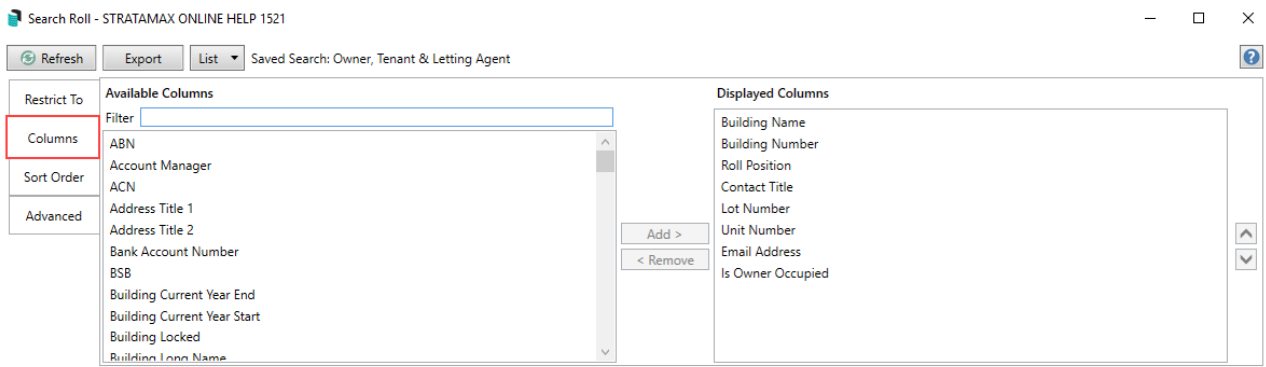 Search Roll - STRATAMAX ONLINE HELP 1521
Refresh
Export
List
Saved Search: Owner, Tenant & Letting Agent
Restrict To
Columns
Sort Order
Advanced
Available Columns
Filter
ABN
Account Manager
ACN
Address Title 1
Address Title 2
Bank Account Number
BSB
Building Current Year End
Building Current Year Start
Building Locked
Building Long Name
Add >
< Remove
Displayed Columns
Building Name
Building Number
Roll Position
Contact Title
Lot Number
Unit Number
Email Address
Is Owner Occupied